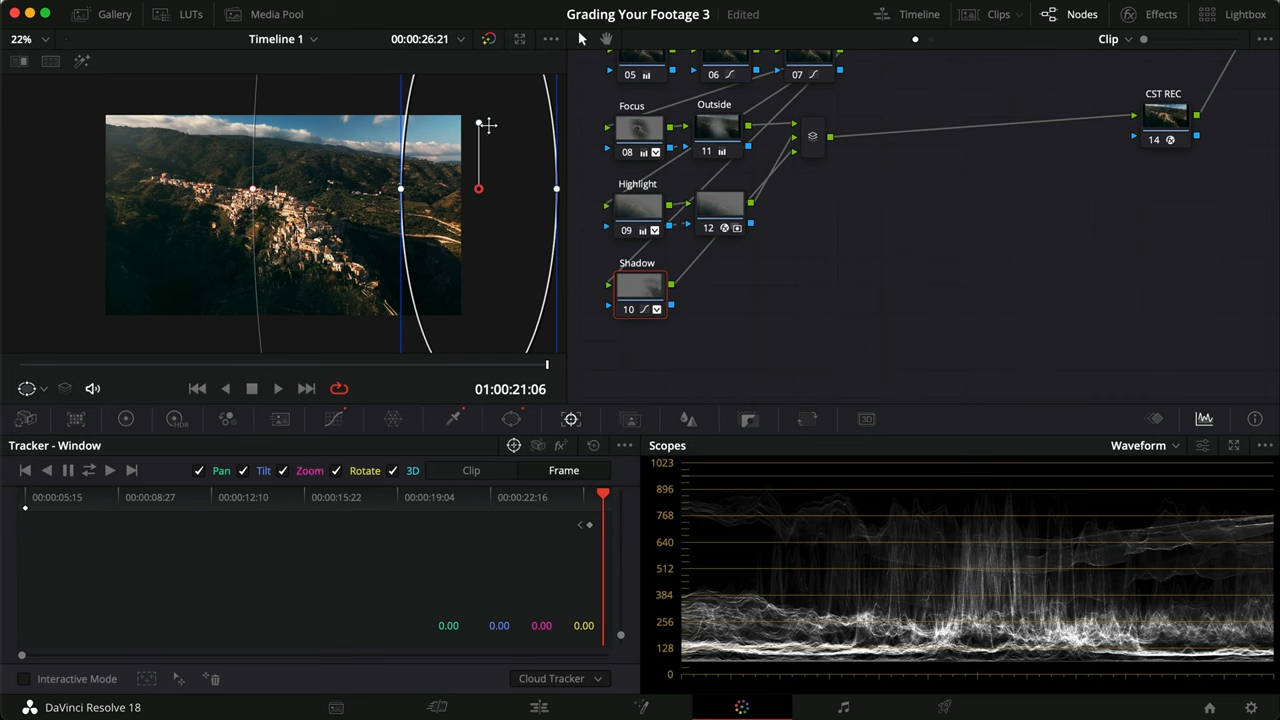 Gallery LUTs Media Pool Grading Your Footage 3 Edited Timeline Clips Nodes Effects Lightbox
22% Timeline 1 00:00:26:21 Clip
05 06 07
CST REC
14
Focus Outside
08 11
Highlight
09 12
Shadow
10
01:00:21:06
HDR 3D
Tracker - Window
Pan Tilt Zoom Rotate 3D Clip Frame
00:00:05:15 00:00:08:27 00:00:12:10 00:00:15:22 00:00:19:04 00:00:22:16
0.00 0.00 0.00 0.00
Interactive Mode Cloud Tracker
Scopes Waveform
1023
896
768
640
512
384
256
128
0
DaVinci Resolve 18